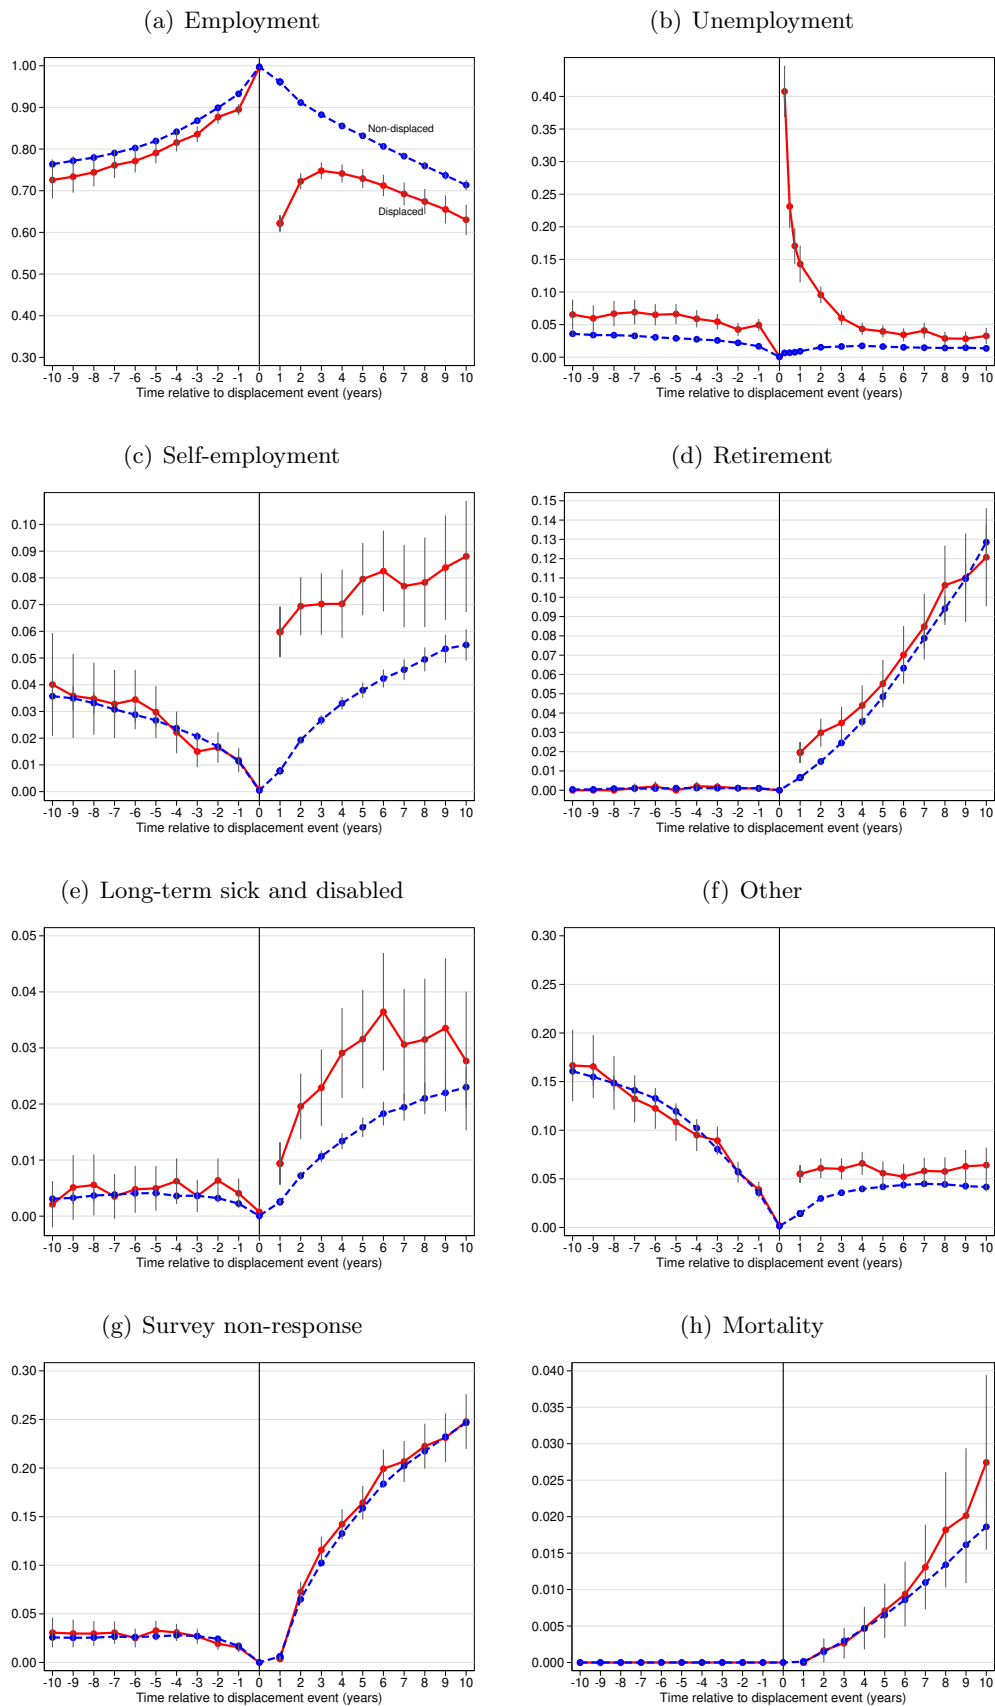 (a) Employment
1.00
0.90
0.80
0.70
0.60
0.50
0.40
0.30
Non-displaced
Displaced
-10 -9 -8 -7 -6 -5 -4 -3 -2 -1 0 1 2 3 4 5 6 7 8 9 10
Time relative to displacement event (years)
(b) Unemployment
0.40
0.35
0.30
0.25
0.20
0.15
0.10
0.05
0.00
-10 -9 -8 -7 -6 -5 -4 -3 -2 -1 0 1 2 3 4 5 6 7 8 9 10
Time relative to displacement event (years)
(c) Self-employment
0.10
0.09
0.08
0.07
0.06
0.05
0.04
0.03
0.02
0.01
0.00
-10 -9 -8 -7 -6 -5 -4 -3 -2 -1 0 1 2 3 4 5 6 7 8 9 10
Time relative to displacement event (years)
(d) Retirement
0.15
0.14
0.13
0.12
0.11
0.10
0.09
0.08
0.07
0.06
0.05
0.04
0.03
0.02
0.01
0.00
-10 -9 -8 -7 -6 -5 -4 -3 -2 -1 0 1 2 3 4 5 6 7 8 9 10
Time relative to displacement event (years)
(e) Long-term sick and disabled
0.05
0.04
0.03
0.02
0.01
0.00
-10 -9 -8 -7 -6 -5 -4 -3 -2 -1 0 1 2 3 4 5 6 7 8 9 10
Time relative to displacement event (years)
(f) Other
0.30
0.25
0.20
0.15
0.10
0.05
0.00
-10 -9 -8 -7 -6 -5 -4 -3 -2 -1 0 1 2 3 4 5 6 7 8 9 10
Time relative to displacement event (years)
(g) Survey non-response
0.30
0.25
0.20
0.15
0.10
0.05
0.00
-10 -9 -8 -7 -6 -5 -4 -3 -2 -1 0 1 2 3 4 5 6 7 8 9 10
Time relative to displacement event (years)
(h) Mortality
0.040
0.035
0.030
0.025
0.020
0.015
0.010
0.005
0.000
-10 -9 -8 -7 -6 -5 -4 -3 -2 -1 0 1 2 3 4 5 6 7 8 9 10
Time relative to displacement event (years)